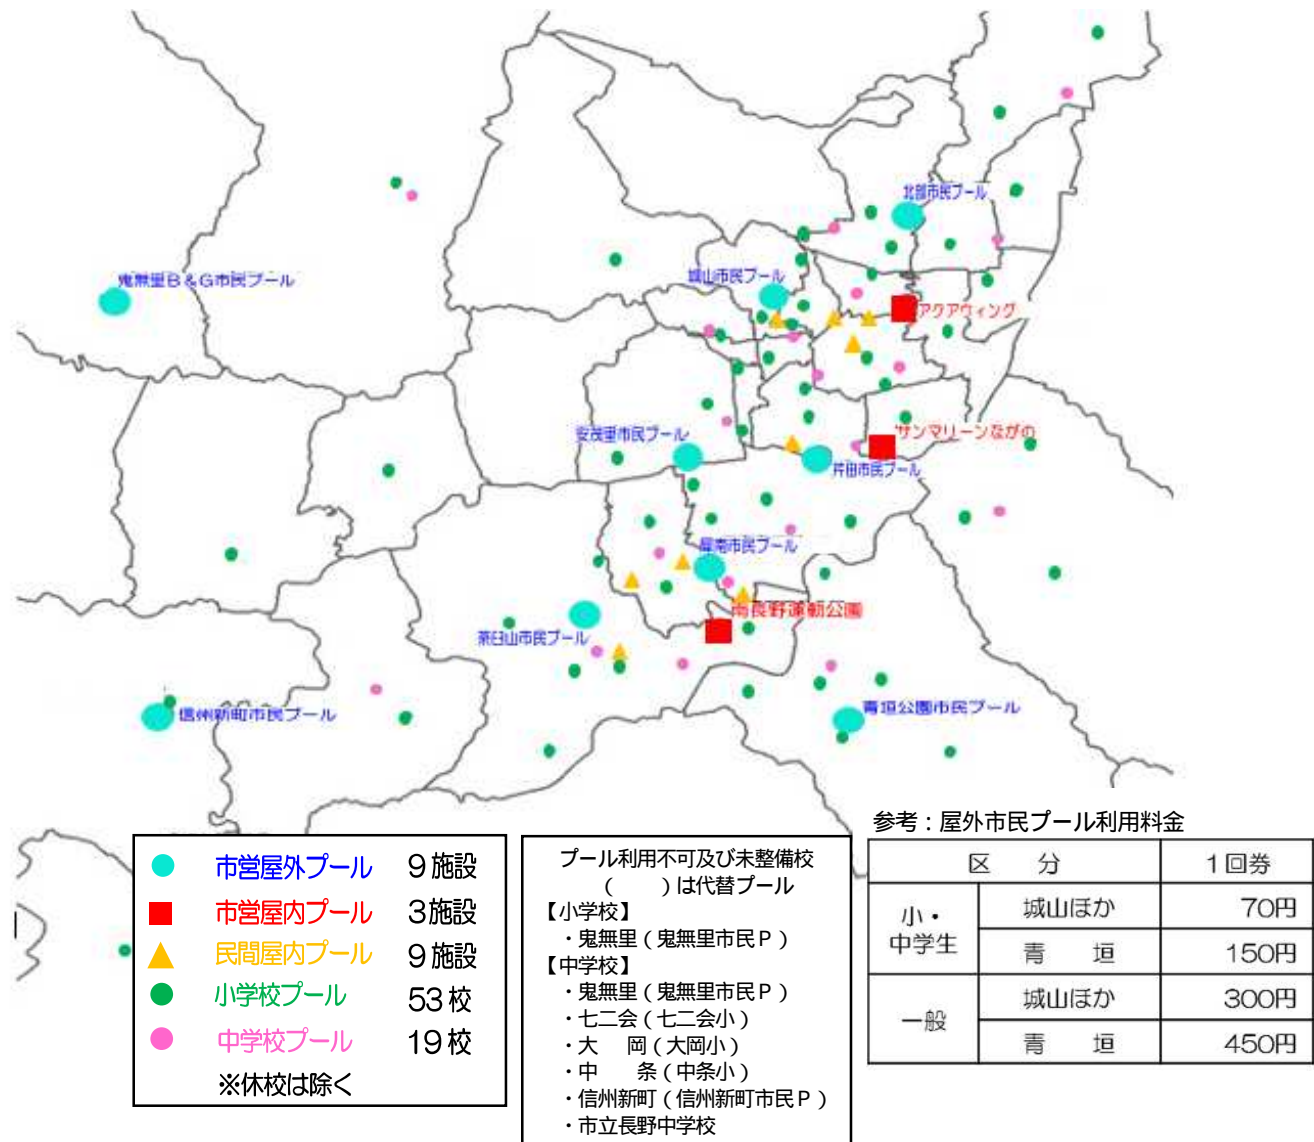 北部市民プール
城山市民プール
鬼無里B＆G市民プール
アクアウィング
安茂里市民プール
サンマリーンながの
芹田市民プール
犀南市民プール
南長野運動公園
茶臼山市民プール
信州新町市民プール
青垣公園市民プール
市営屋外プール 9施設
市営屋内プール 3施設
民間屋内プール 9施設
小学校プール 53校
中学校プール 19校
※休校は除く
プール利用不可及び未整備校
（　　）は代替プール
【小学校】
・鬼無里（鬼無里市民Ｐ）
【中学校】
・鬼無里（鬼無里市民Ｐ）
・七二会（七二会小）
・大　岡（大岡小）
・中　条（中条小）
・信州新町（信州新町市民Ｐ）
・市立長野中学校
参考：屋外市民プール利用料金
区　分 1回券
小・中学生 城山ほか 70円
青　垣 150円
一般 城山ほか 300円
青　垣 450円